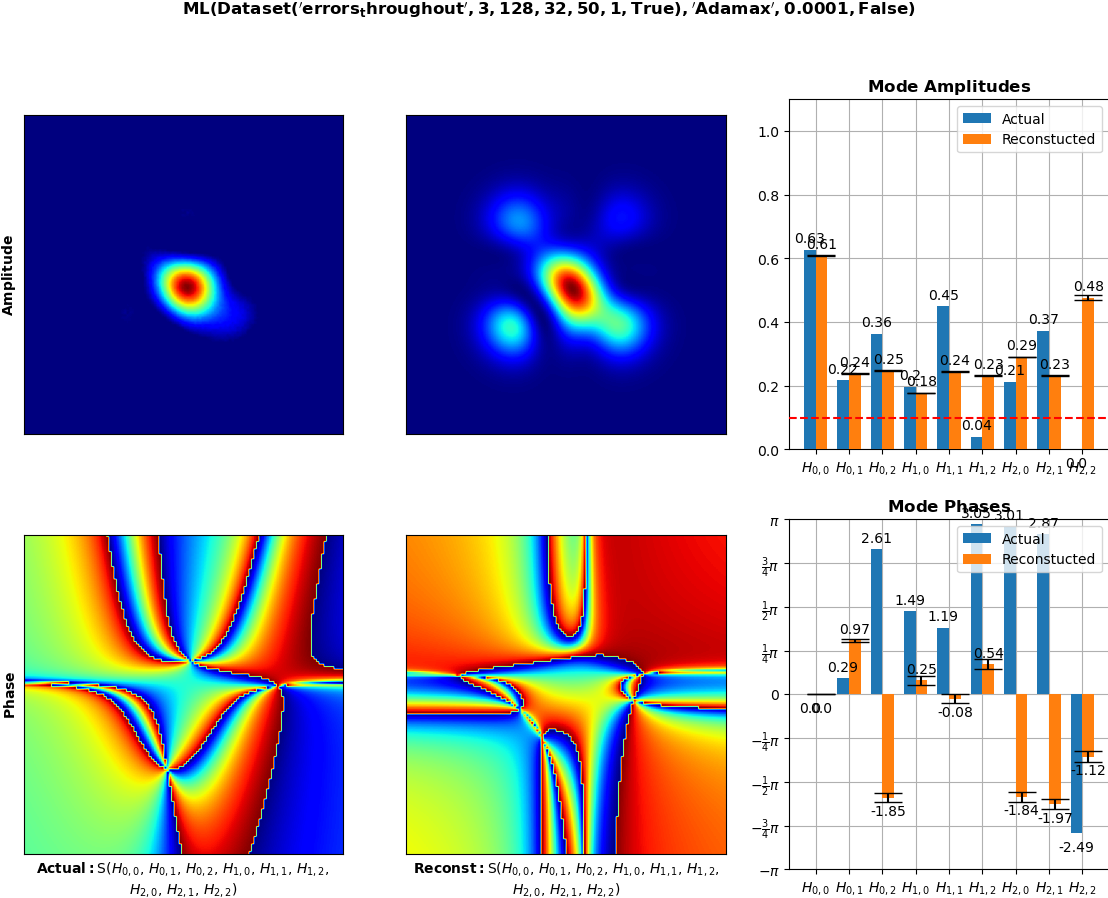 ML(Dataset('errors_throughout', 3, 128, 32, 50, 1, True), 'Adamax', 0.0001, False)
Amplitude
Mode Amplitudes
Actual
Reconstucted
1.0
0.8
0.6
0.4
0.2
0.0
0.63
0.61
0.22
0.24
0.36
0.25
0.2
0.18
0.45
0.24
0.04
0.23
0.21
0.29
0.37
0.23
0.0
0.48
H0,0 H0,1 H0,2 H1,0 H1,1 H1,2 H2,0 H2,1 H2,2
Phase
Actual: S(H0,0, H0,1, H0,2, H1,0, H1,1, H1,2,
H2,0, H2,1, H2,2)
Reconst: S(H0,0, H0,1, H0,2, H1,0, H1,1, H1,2,
H2,0, H2,1, H2,2)
Mode Phases
Actual
Reconstucted
π
3/4π
1/2π
1/4π
0
−1/4π
−1/2π
−3/4π
−π
0.0
0.0
0.29
0.97
2.61
-1.85
1.49
0.25
1.19
-0.08
3.05
0.54
3.01
-1.84
2.87
-1.97
-2.49
-1.12
H0,0 H0,1 H0,2 H1,0 H1,1 H1,2 H2,0 H2,1 H2,2